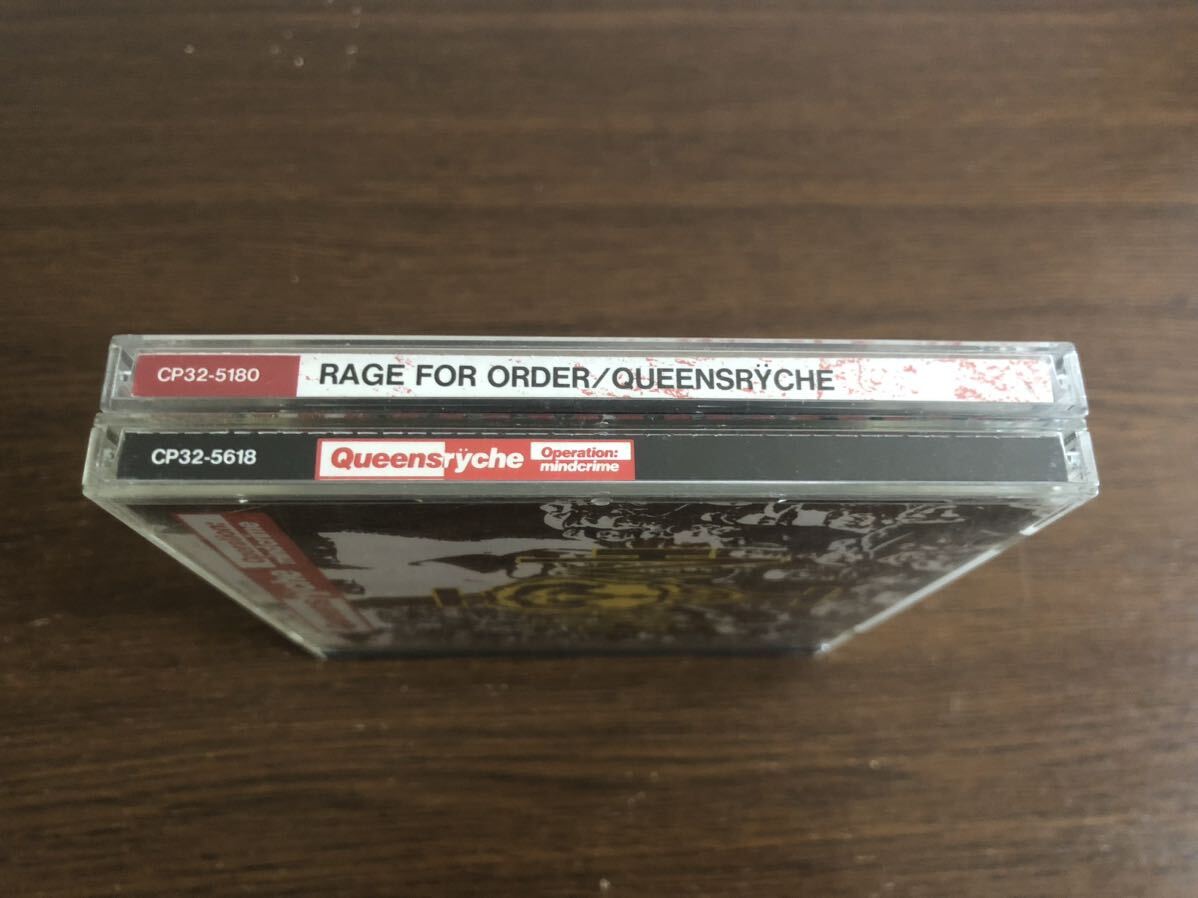 CP32-5180 RAGE FOR ORDER/QUEENSRŸCHE
CP32-5618 Queensrÿche Operation:
mindcrime